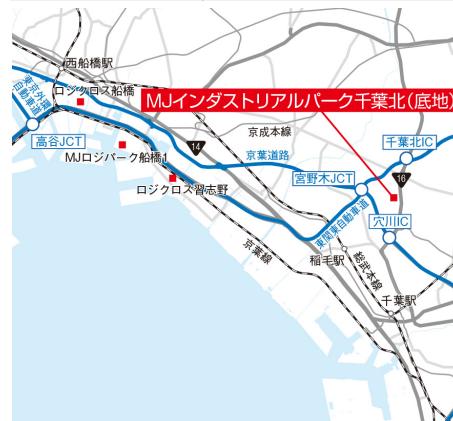 西船橋駅
東京外環
自動車道
ロジクロス船橋
MJインダストリアルパーク千葉北(底地)
高谷JCT
MJロジパーク船橋1
14
京成本線
千葉北IC
京葉道路
宮野木JCT
16
ロジクロス習志野
東関東自動車道
穴川IC
京葉線
稲毛駅
総武本線
千葉駅